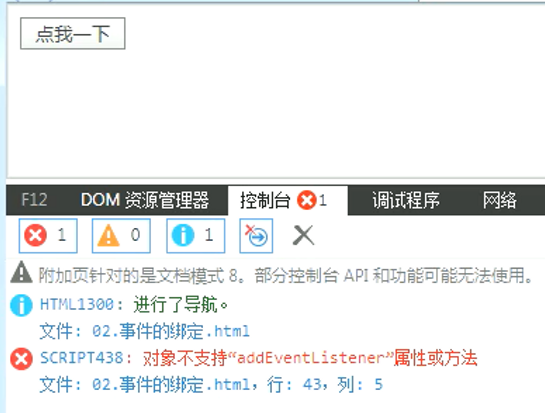 点我一下
F12 DOM 资源管理器 控制台 1 调试程序 网络
1 0 1
附加页针对的是文档模式 8。部分控制台 API 和功能可能无法使用。
HTML1300: 进行了导航。
文件: 02.事件的绑定.html
SCRIPT438: 对象不支持“addEventListener”属性或方法
文件: 02.事件的绑定.html，行: 43，列: 5